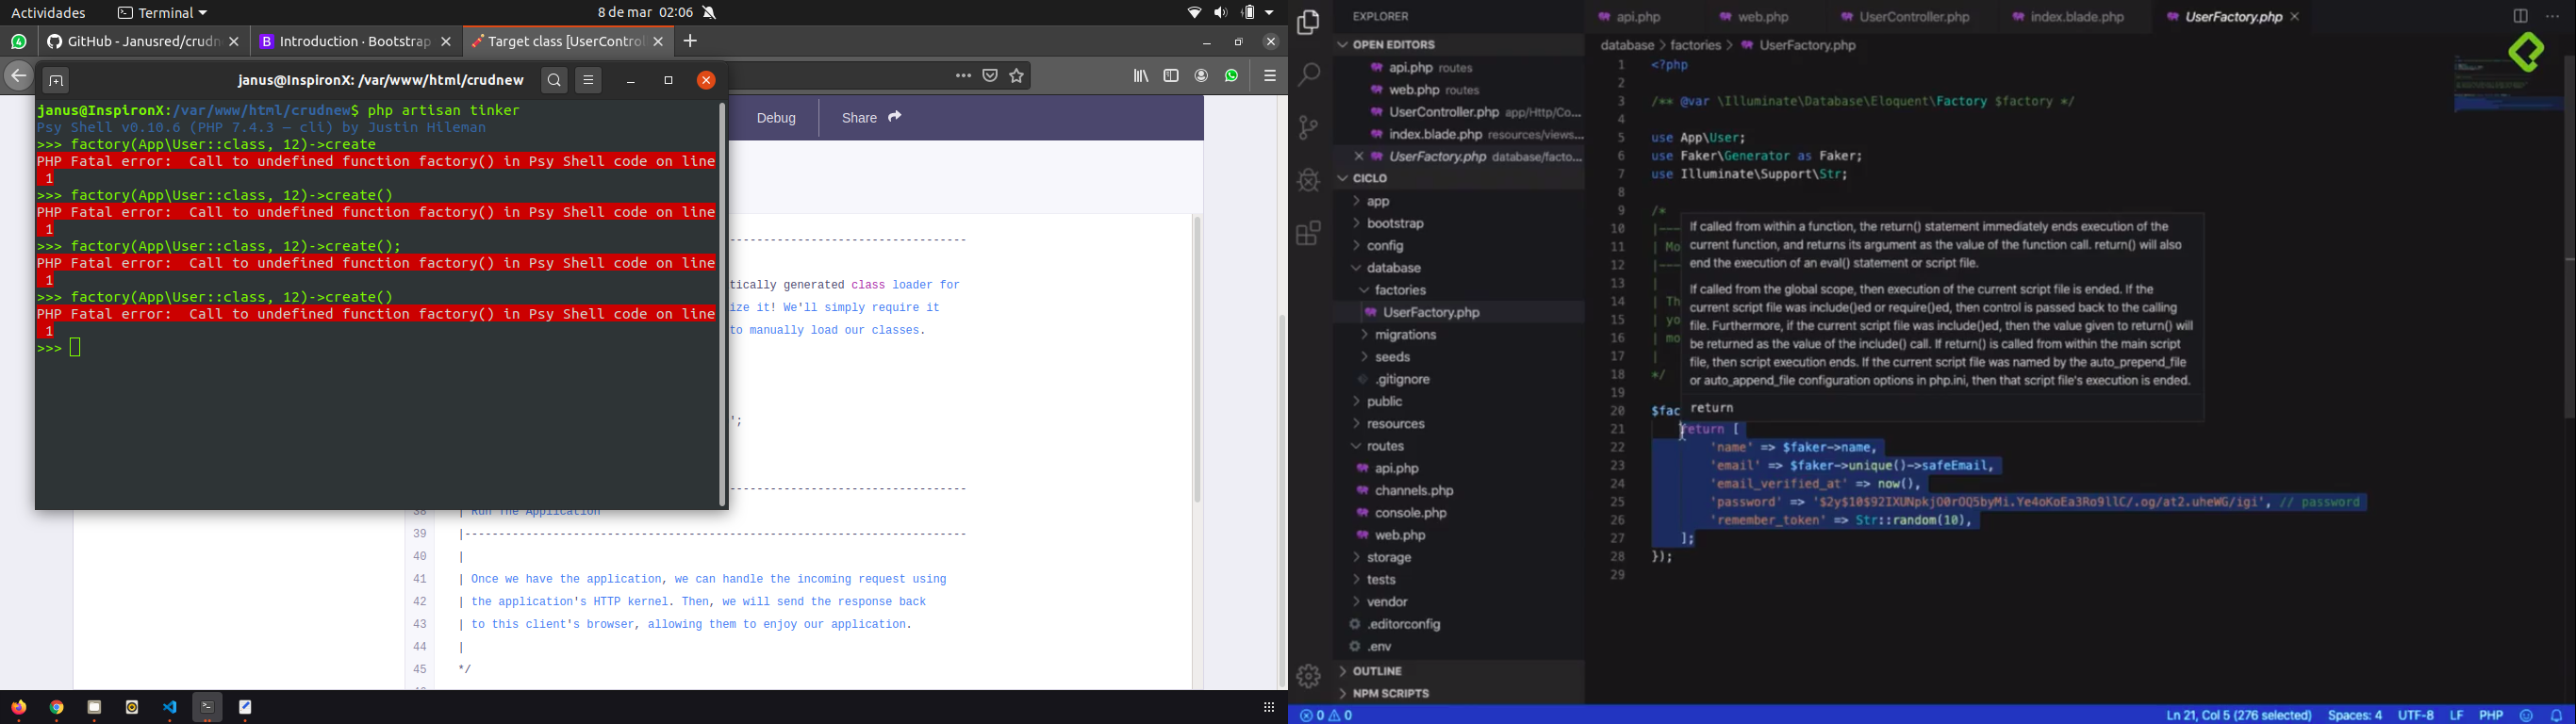 Actividades
Terminal
8 de mar 02:06
4
GitHub - Janusred/crudn
Introduction · Bootstrap
Target class [UserControl
janus@InspironX: /var/www/html/crudnew
janus@InspironX:/var/www/html/crudnew$ php artisan tinker
Psy Shell v0.10.6 (PHP 7.4.3 — cli) by Justin Hileman
>>> factory(App\User::class, 12)->create
PHP Fatal error:  Call to undefined function factory() in Psy Shell code on line
1
>>> factory(App\User::class, 12)->create()
PHP Fatal error:  Call to undefined function factory() in Psy Shell code on line
1
>>> factory(App\User::class, 12)->create();
PHP Fatal error:  Call to undefined function factory() in Psy Shell code on line
1
>>> factory(App\User::class, 12)->create()
PHP Fatal error:  Call to undefined function factory() in Psy Shell code on line
1
>>>
Debug
Share
tically generated class loader for
ize it! We'll simply require it
to manually load our classes.
';
38 | Run The Application
39 |--------------------------------------------------------------------------
40 |
41 | Once we have the application, we can handle the incoming request using
42 | the application's HTTP kernel. Then, we will send the response back
43 | to this client's browser, allowing them to enjoy our application.
44 |
45 */
EXPLORER
OPEN EDITORS
api.php routes
web.php routes
UserController.php app/Http/Co...
index.blade.php resources/views...
UserFactory.php database/facto...
CICLO
app
bootstrap
config
database
factories
UserFactory.php
migrations
seeds
.gitignore
public
resources
routes
api.php
channels.php
console.php
web.php
storage
tests
vendor
.editorconfig
.env
OUTLINE
NPM SCRIPTS
api.php
web.php
UserController.php
index.blade.php
UserFactory.php
database > factories > UserFactory.php
1 <?php
2
3 /** @var \Illuminate\Database\Eloquent\Factory $factory */
4
5 use App\User;
6 use Faker\Generator as Faker;
7 use Illuminate\Support\Str;
8
9 /*
10 |---
11 | Mo
12 |---
13 |
14 | Th
15 | yo
16 | mo
17 |
18 */
19
20 $fac
If called from within a function, the return() statement immediately ends execution of the
current function, and returns its argument as the value of the function call. return() will also
end the execution of an eval() statement or script file.
If called from the global scope, then execution of the current script file is ended. If the
current script file was include()ed or require()ed, then control is passed back to the calling
file. Furthermore, if the current script file was include()ed, then the value given to return() will
be returned as the value of the include() call. If return() is called from within the main script
file, then script execution ends. If the current script file was named by the auto_prepend_file
or auto_append_file configuration options in php.ini, then that script file's execution is ended.
return
21 return [
22 'name' => $faker->name,
23 'email' => $faker->unique()->safeEmail,
24 'email_verified_at' => now(),
25 'password' => '$2y$10$92IXUNpkjO0rOQ5byMi.Ye4oKoEa3Ro9llC/.og/at2.uheWG/igi', // password
26 'remember_token' => Str::random(10),
27 ];
28 });
29
0 0
Ln 21, Col 5 (276 selected)
Spaces: 4
UTF-8
LF
PHP